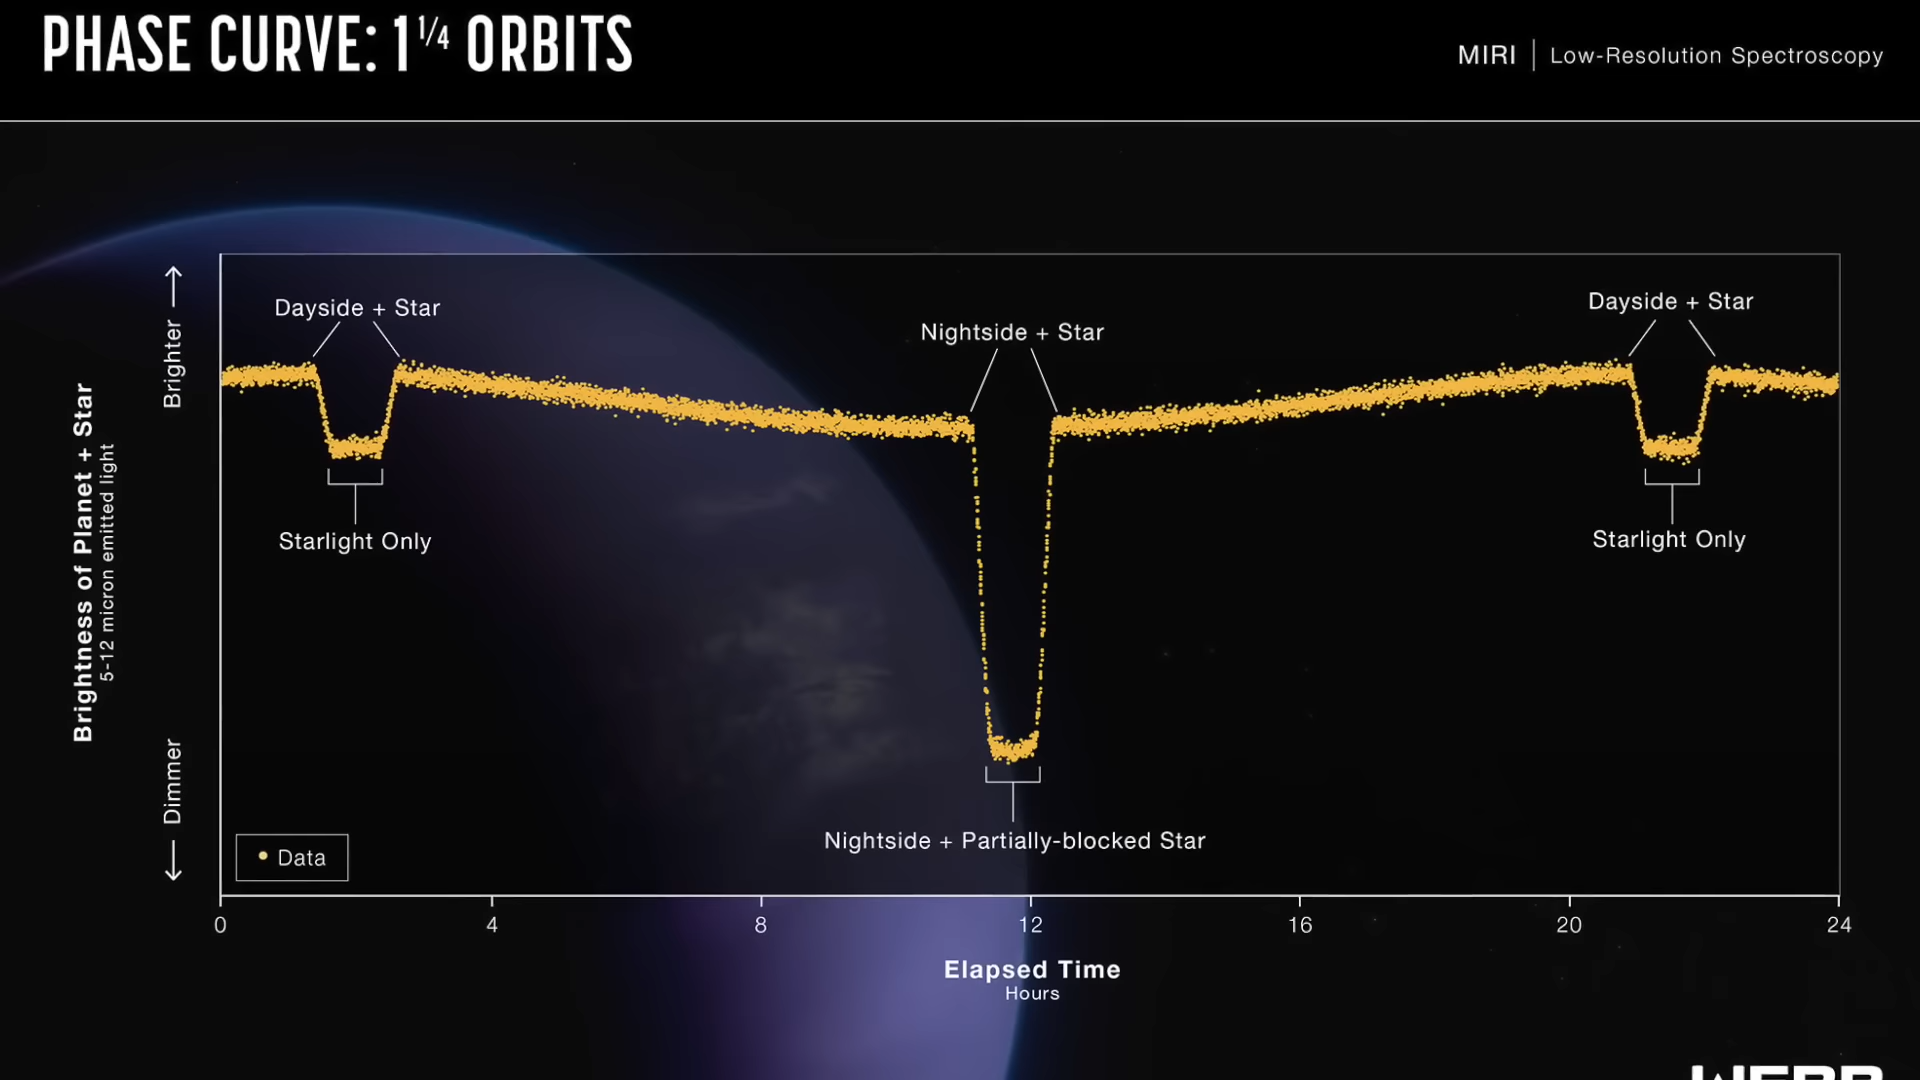 PHASE CURVE: 1 1/4 ORBITS
MIRI | Low-Resolution Spectroscopy
Brighter
Dimmer
Brightness of Planet + Star
5-12 micron emitted light
Dayside + Star
Nightside + Star
Dayside + Star
Starlight Only
Starlight Only
Nightside + Partially-blocked Star
Data
0 4 8 12 16 20 24
Elapsed Time
Hours